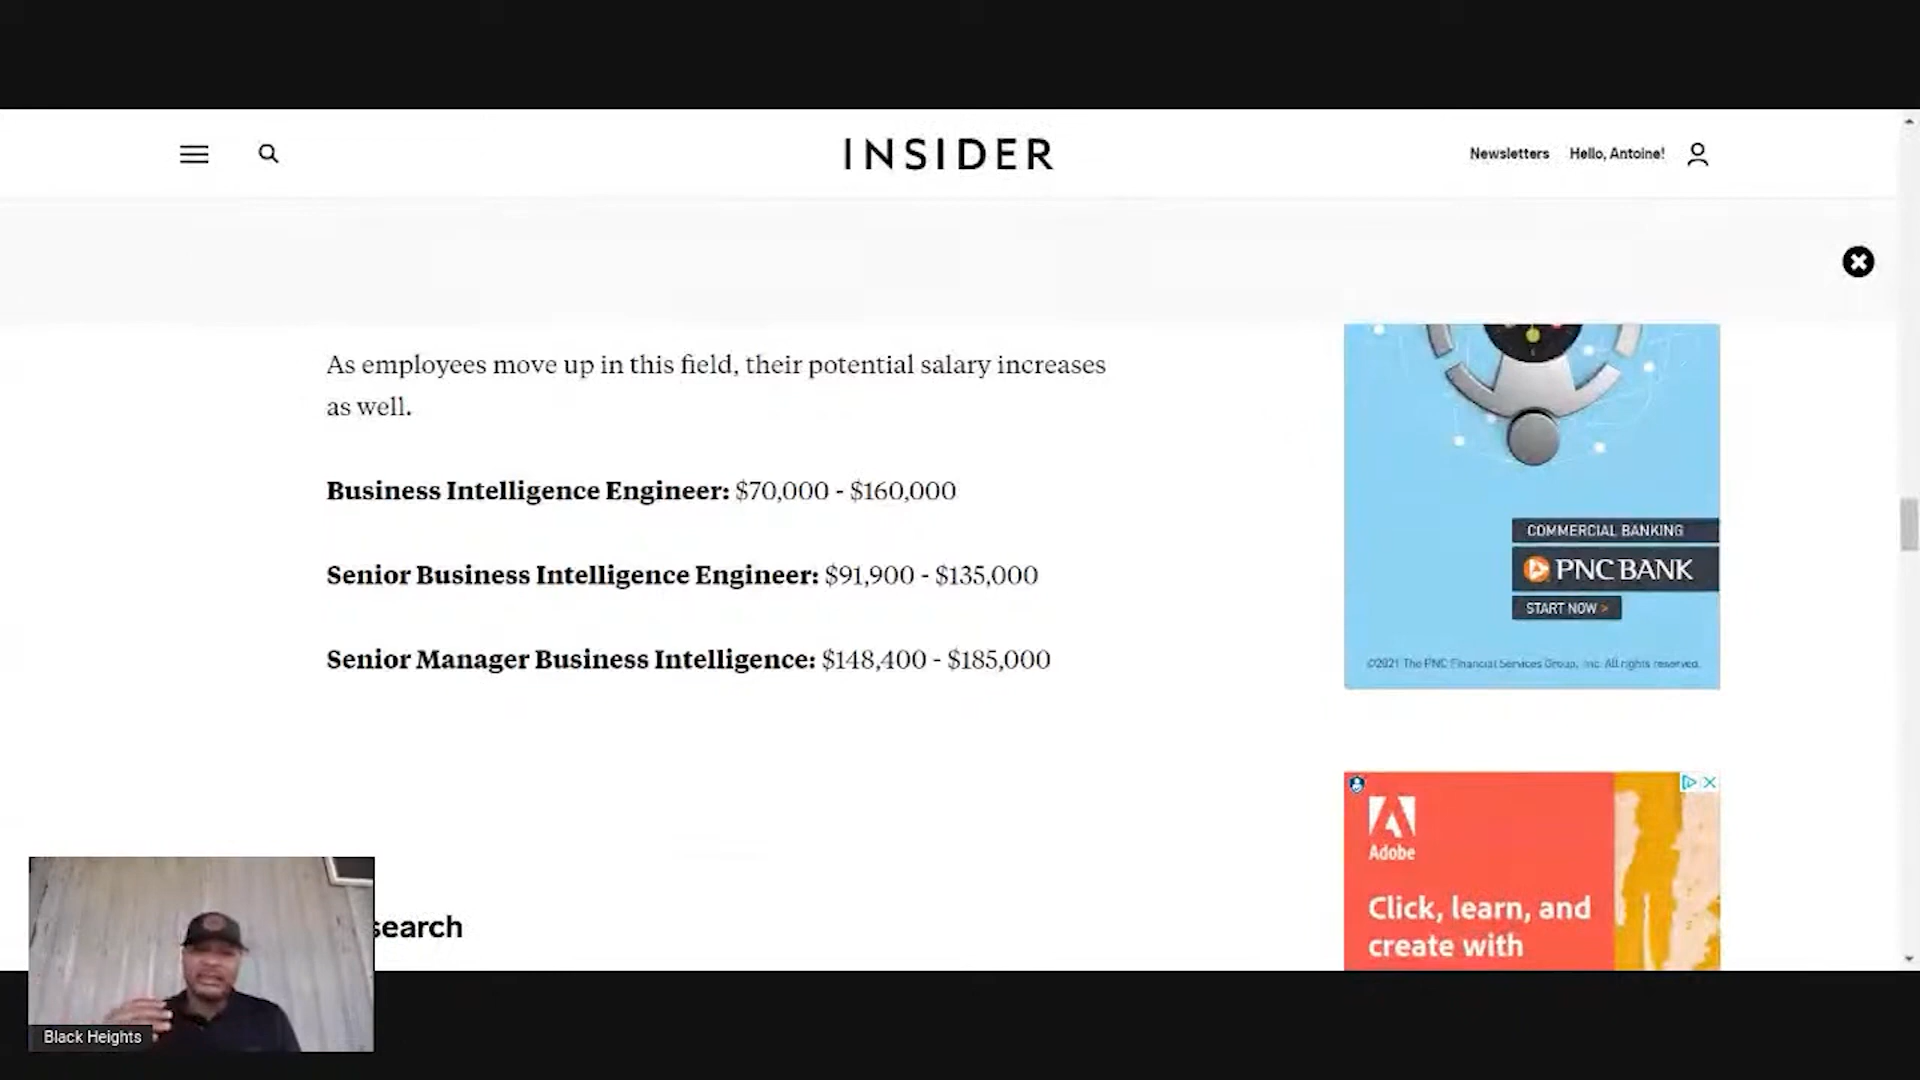 INSIDER
Newsletters
Hello, Antoine!
As employees move up in this field, their potential salary increases
as well.
Business Intelligence Engineer: $70,000 - $160,000
Senior Business Intelligence Engineer: $91,900 - $135,000
Senior Manager Business Intelligence: $148,400 - $185,000
search
COMMERCIAL BANKING
PNC BANK
START NOW >
©2021 The PNC Financial Services Group, Inc. All rights reserved.
Adobe
Click, learn, and
create with
Black Heights